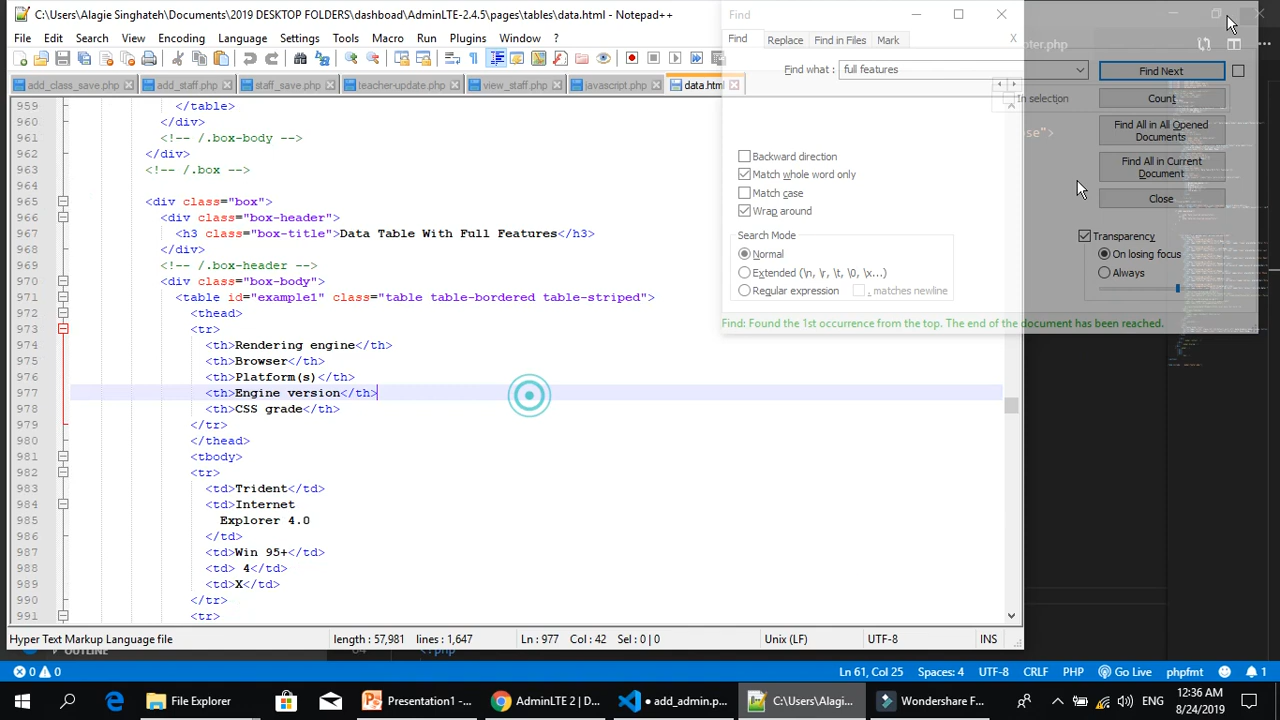 C:\Users\Alagie Singhateh\Documents\2019 DESKTOP FOLDERS\dashboad\AdminLTE-2.4.5\pages\tables\data.html - Notepad++
File Edit Search View Encoding Language Settings Tools Macro Run Plugins Window ?
add_class_save.php add_staff.php staff_save.php teacher-update.php view_staff.php javascript.php data.html
959 </table>
960 </div>
961 <!-- /.box-body -->
962 </div>
963 <!-- /.box -->
964
965 <div class="box">
966 <div class="box-header">
967 <h3 class="box-title">Data Table With Full Features</h3>
968 </div>
969 <!-- /.box-header -->
970 <div class="box-body">
971 <table id="example1" class="table table-bordered table-striped">
972 <thead>
973 <tr>
974 <th>Rendering engine</th>
975 <th>Browser</th>
976 <th>Platform(s)</th>
977 <th>Engine version</th>
978 <th>CSS grade</th>
979 </tr>
980 </thead>
981 <tbody>
982 <tr>
983 <td>Trident</td>
984 <td>Internet
985 Explorer 4.0
986 </td>
987 <td>Win 95+</td>
988 <td> 4</td>
989 <td>X</td>
990 </tr>
991 <tr>
Find
Find Replace Find in Files Mark X
Find what : full features
Find Next
In selection
Count
Find All in All Opened
Documents
Find All in Current
Document
Close
Backward direction
Match whole word only
Match case
Wrap around
Search Mode
Normal
Extended (\n, \r, \t, \0, \x...)
Regular expression
. matches newline
Transparency
On losing focus
Always
Find: Found the 1st occurrence from the top. The end of the document has been reached.
Hyper Text Markup Language file length : 57,981 lines : 1,647 Ln : 977 Col : 42 Sel : 0 | 0 Unix (LF) UTF-8 INS
OUTLINE
<?php
0 0 Ln 61, Col 25 Spaces: 4 UTF-8 CRLF PHP Go Live phpfmt 1
File Explorer Presentation1 -... AdminLTE 2 | D... • add_admin.p... C:\Users\Alagi... Wondershare F... ENG
12:36 AM
8/24/2019